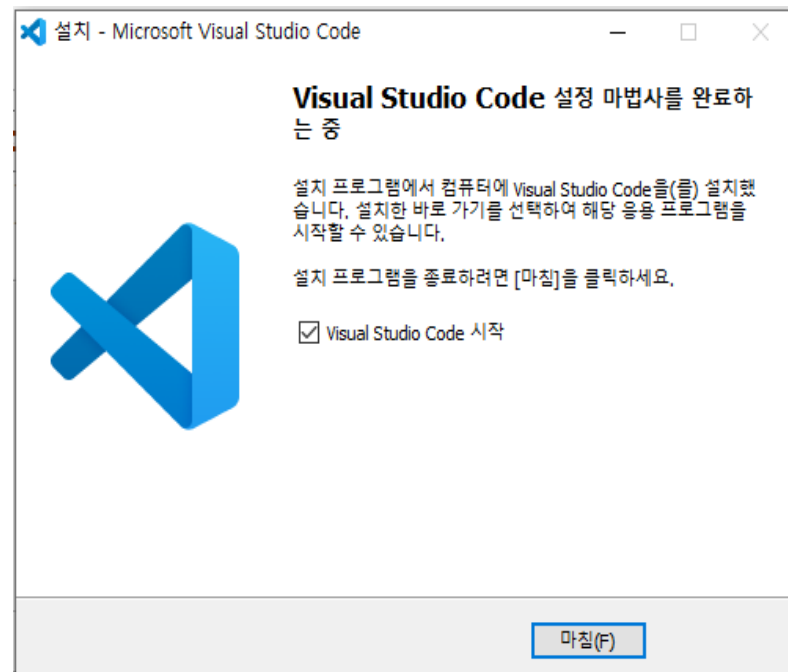 설치 - Microsoft Visual Studio Code
Visual Studio Code 설정 마법사를 완료하
는 중
설치 프로그램에서 컴퓨터에 Visual Studio Code을(를) 설치했
습니다. 설치한 바로 가기를 선택하여 해당 응용 프로그램을
시작할 수 있습니다.
설치 프로그램을 종료하려면 [마침]을 클릭하세요.
Visual Studio Code 시작
마침(F)